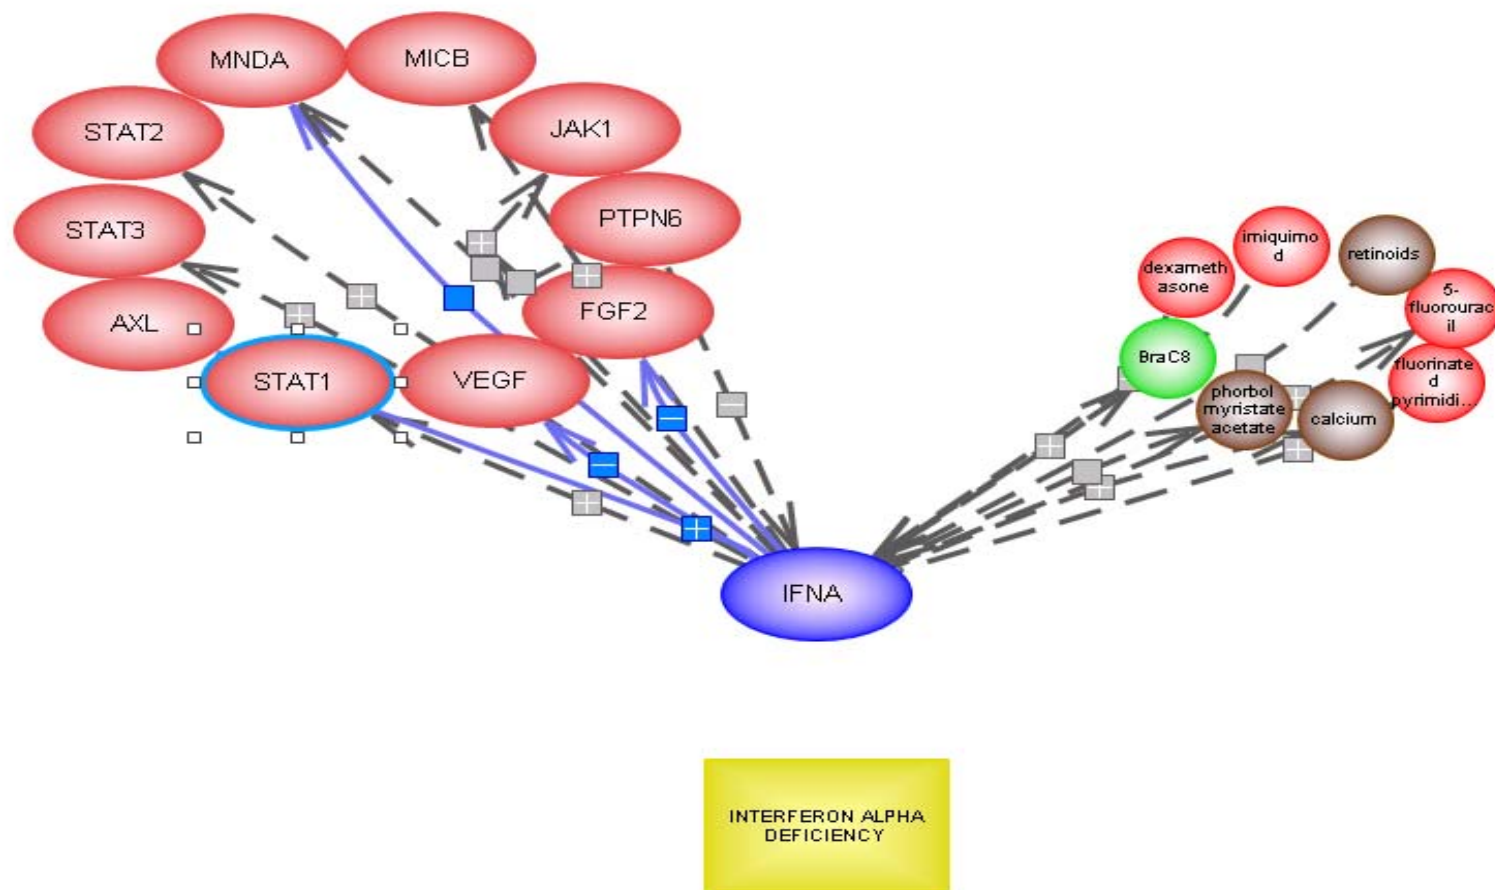 MNDA
MICB
STAT2
JAK1
STAT3
PTPN6
AXL
FGF2
STAT1
VEGF
dexameth
asone
imiquimo
d
retinoids
5-
fluorourac
il
BraC8
fluorinate
d
pyrimidi...
phorbol
myristate
acetate
calcium
IFNA
INTERFERON ALPHA
DEFICIENCY